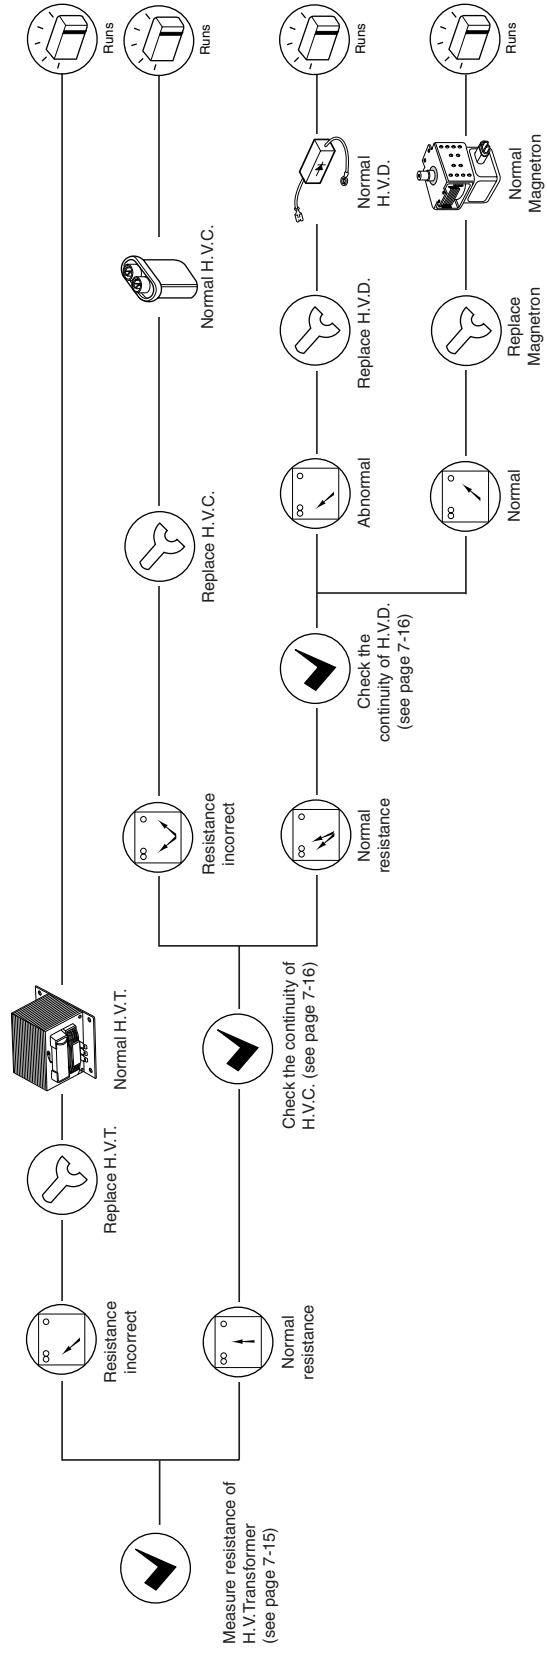 Measure resistance of
H.V.Transformer
(see page 7-15)
Resistance
incorrect
Replace H.V.T.
Normal H.V.T.
Runs
Normal
resistance
Check the continuity of
H.V.C. (see page 7-16)
Resistance
incorrect
Replace H.V.C.
Normal H.V.C.
Runs
Normal
resistance
Check the
continuity of H.V.D.
(see page 7-16)
Abnormal
Replace H.V.D.
Normal
H.V.D.
Runs
Normal
Replace
Magnetron
Normal
Magnetron
Runs